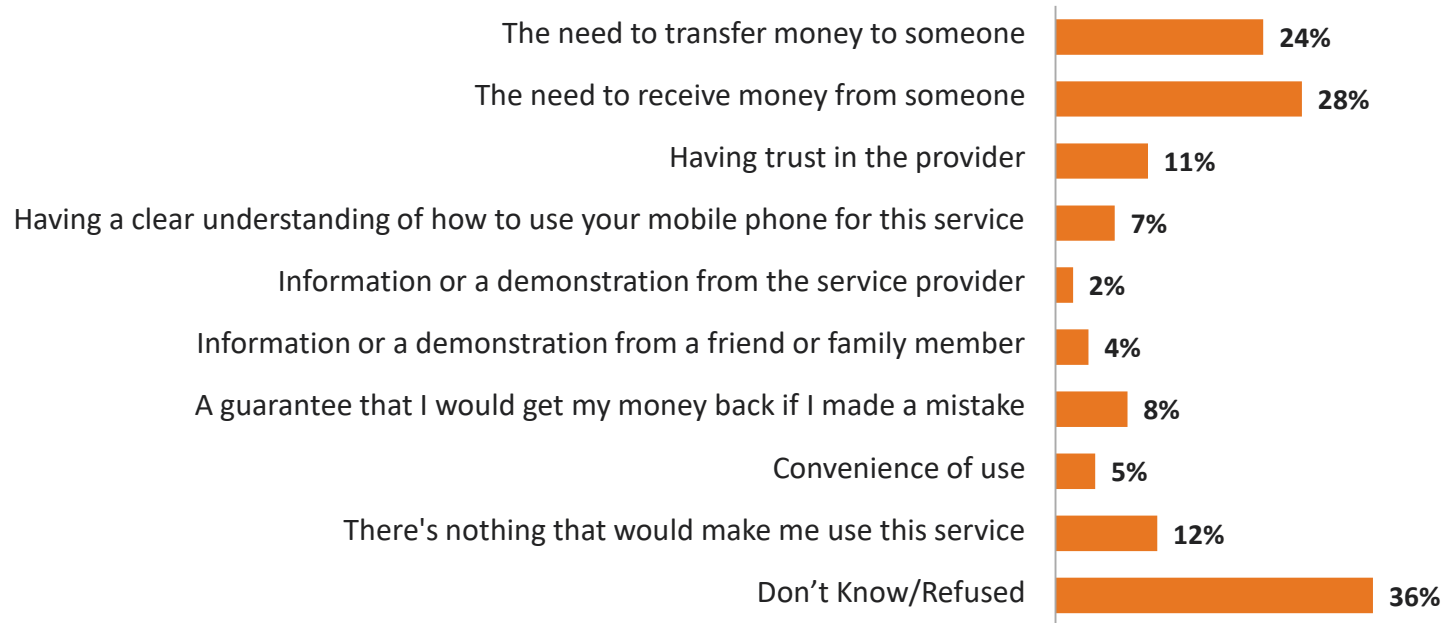 The need to transfer money to someone 24%
The need to receive money from someone 28%
Having trust in the provider 11%
Having a clear understanding of how to use your mobile phone for this service 7%
Information or a demonstration from the service provider 2%
Information or a demonstration from a friend or family member 4%
A guarantee that I would get my money back if I made a mistake 8%
Convenience of use 5%
There's nothing that would make me use this service 12%
Don’t Know/Refused 36%